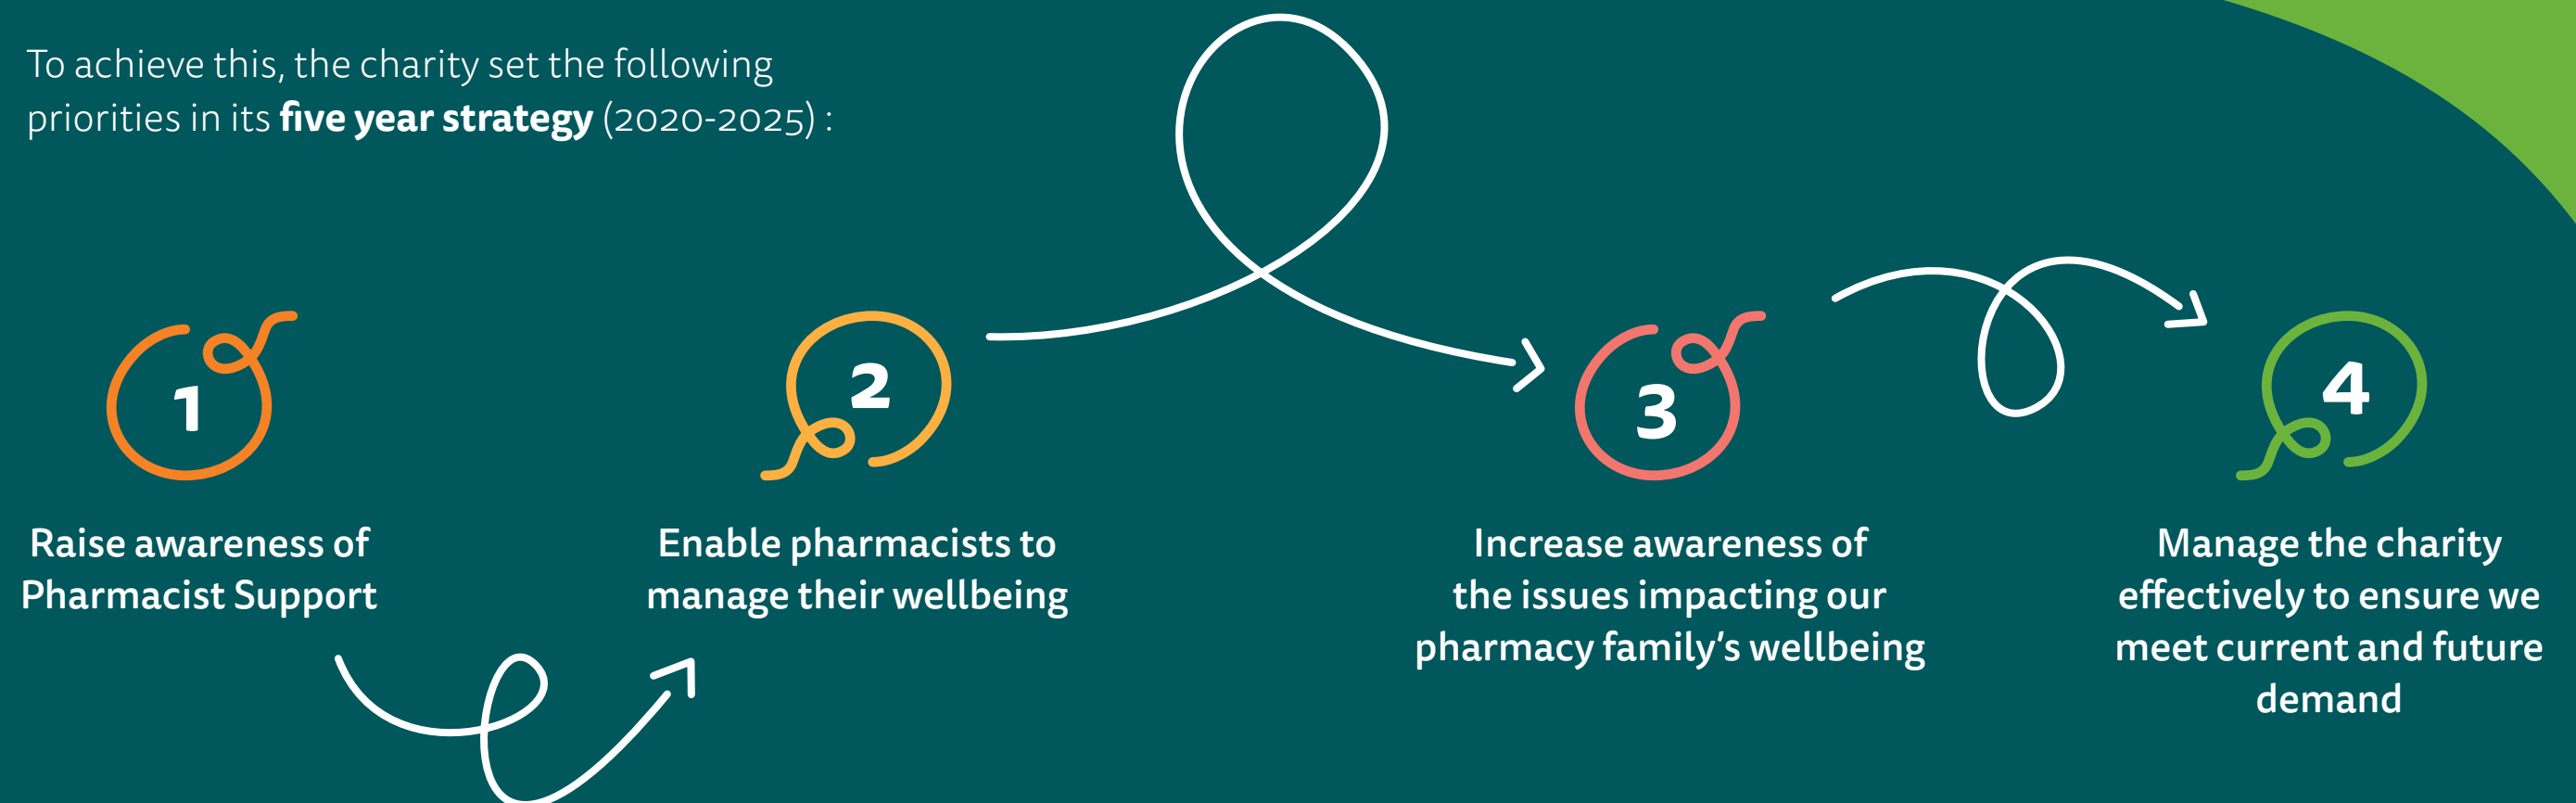 To achieve this, the charity set the following
priorities in its five year strategy (2020-2025) :
1
Raise awareness of
Pharmacist Support
2
Enable pharmacists to
manage their wellbeing
3
Increase awareness of
the issues impacting our
pharmacy family’s wellbeing
4
Manage the charity
effectively to ensure we
meet current and future
demand